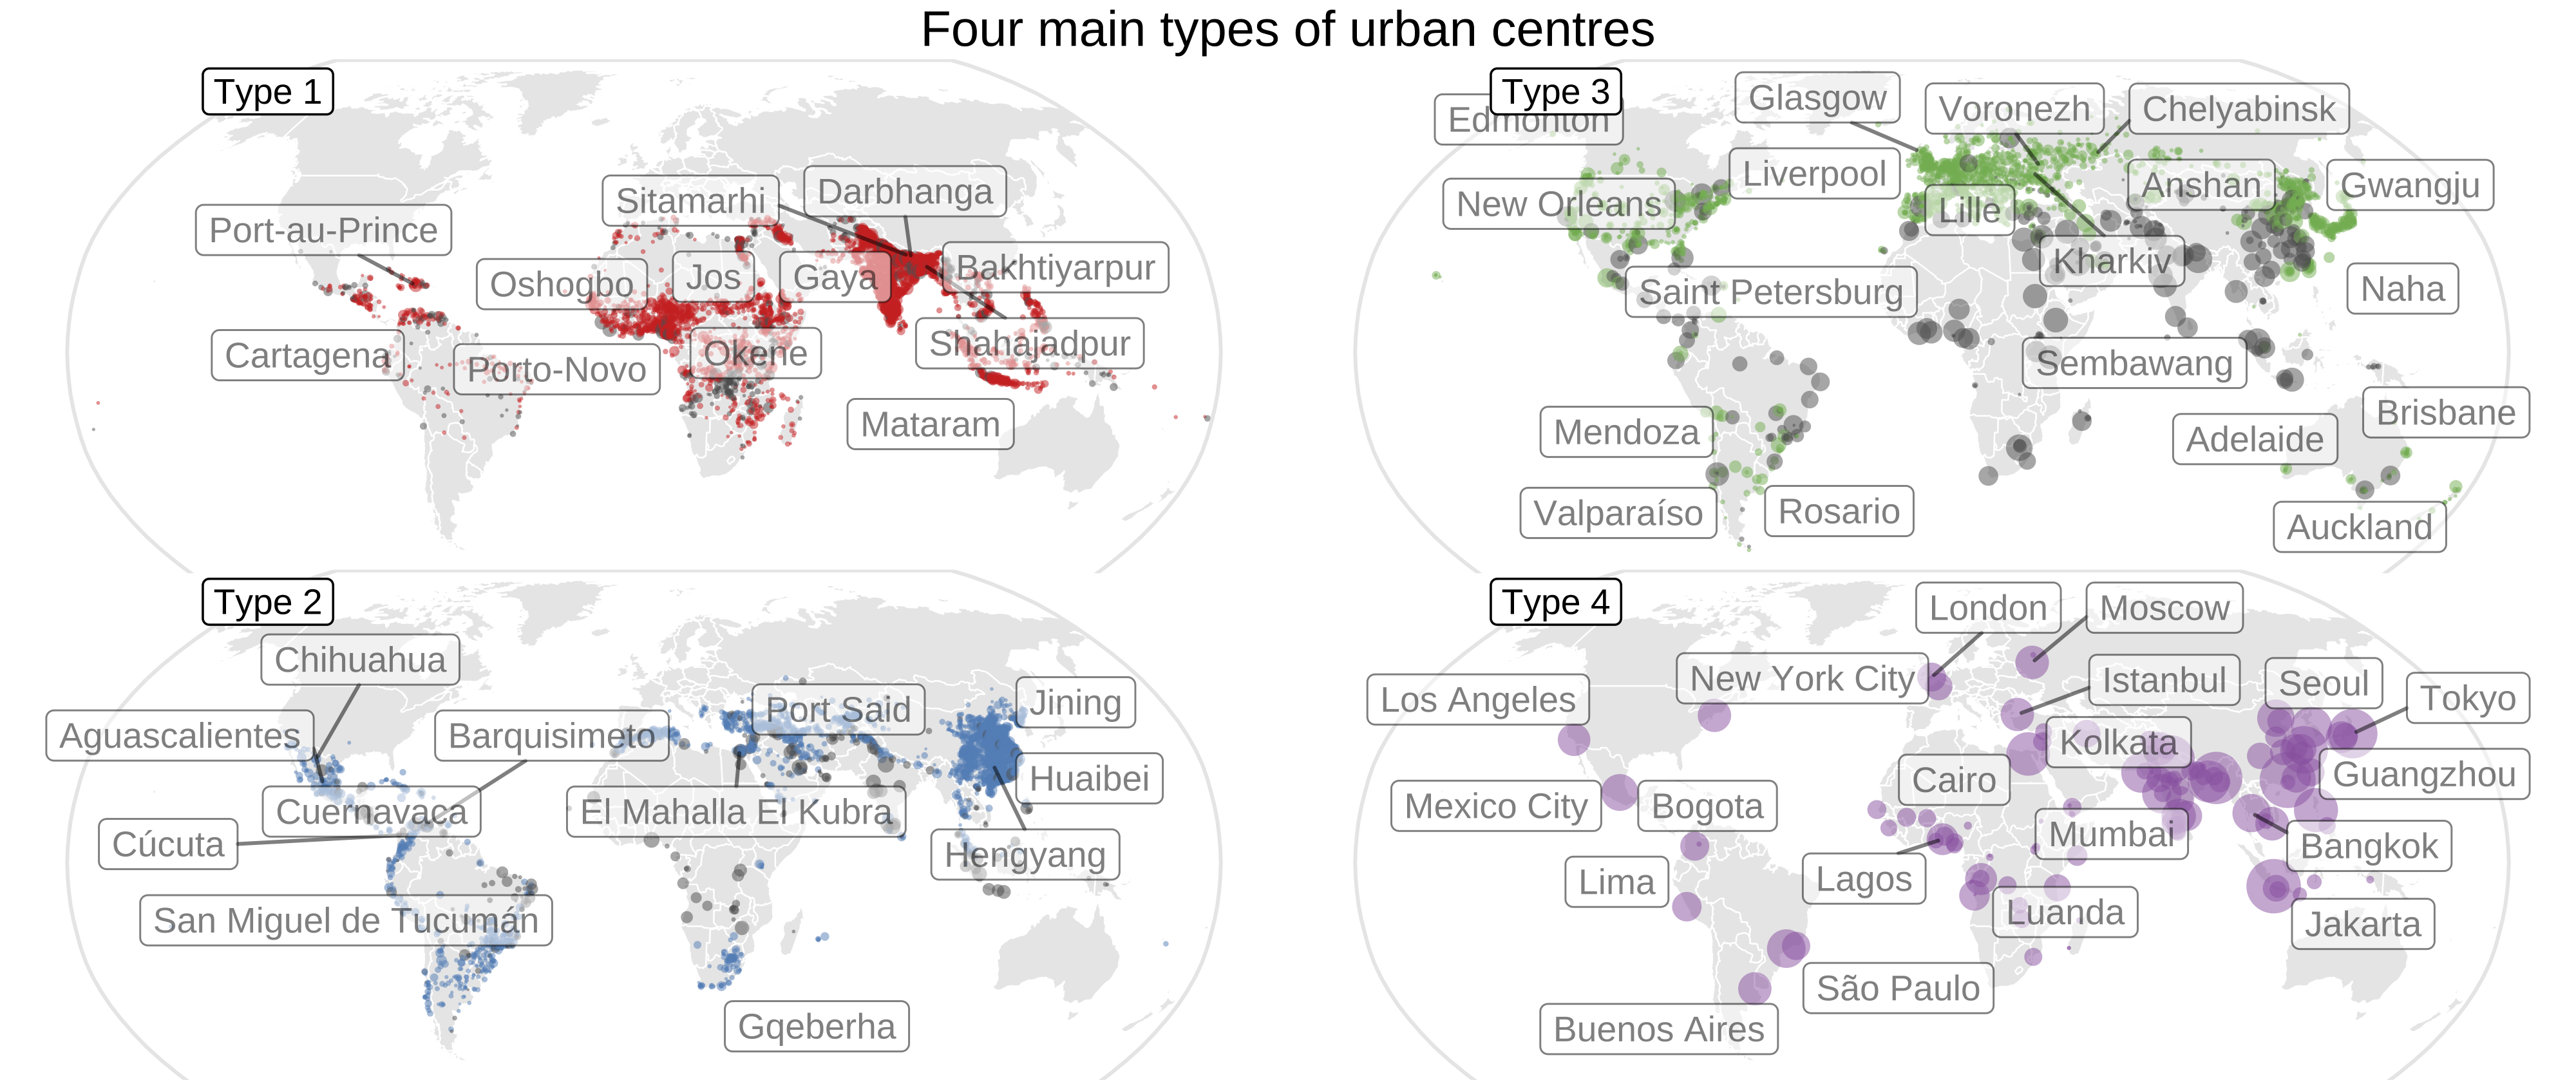 Four main types of urban centres
Type 1
Sitamarhi
Darbhanga
Port-au-Prince
Oshogbo
Jos
Gaya
Bakhtiyarpur
Cartagena
Porto-Novo
Okene
Shahajadpur
Mataram
Type 3
Edmonton
Glasgow
Voronezh
Chelyabinsk
New Orleans
Liverpool
Lille
Anshan
Gwangju
Saint Petersburg
Kharkiv
Naha
Sembawang
Mendoza
Adelaide
Brisbane
Valparaíso
Rosario
Auckland
Type 2
Chihuahua
Aguascalientes
Barquisimeto
Port Said
Jining
Cuernavaca
El Mahalla El Kubra
Huaibei
Cúcuta
Hengyang
San Miguel de Tucumán
Gqeberha
Type 4
London
Moscow
Los Angeles
New York City
Istanbul
Seoul
Tokyo
Mexico City
Bogota
Cairo
Kolkata
Guangzhou
Lima
Lagos
Mumbai
Bangkok
Luanda
Jakarta
São Paulo
Buenos Aires